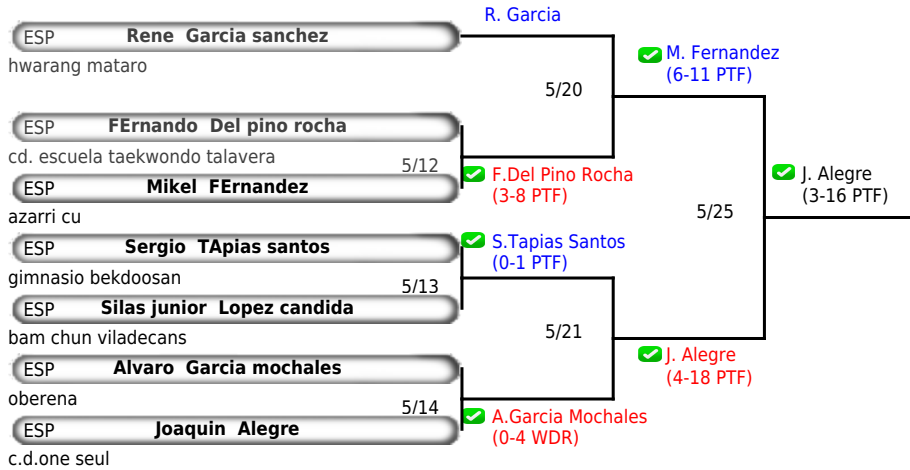 R. Garcia
ESP Rene Garcia sanchez
hwarang mataro
M. Fernandez
(6-11 PTF)
5/20
ESP FErnando Del pino rocha
cd. escuela taekwondo talavera
5/12
F.Del Pino Rocha
(3-8 PTF)
ESP Mikel FErnandez
azarri cu
J. Alegre
(3-16 PTF)
5/25
ESP Sergio TApias santos
gimnasio bekdoosan
S.Tapias Santos
(0-1 PTF)
5/13
ESP Silas junior Lopez candida
bam chun viladecans
5/21
J. Alegre
(4-18 PTF)
ESP Alvaro Garcia mochales
oberena
5/14
A.Garcia Mochales
(0-4 WDR)
ESP Joaquin Alegre
c.d.one seul